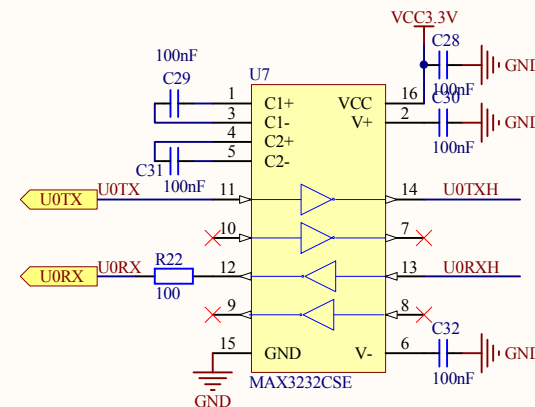 VCC3.3V
100nF
C29
U7
C28
GND
100nF
C30
1 C1+ VCC 16
3 C1- V+ 2
GND
100nF
4 C2+
5 C2-
C31
100nF
U0TX U0TX 11 14 U0TXH
10 7
U0RX U0RX R22 12 13 U0RXH
100
9 8
C32
15 GND V- 6
GND
100nF
MAX3232CSE
GND